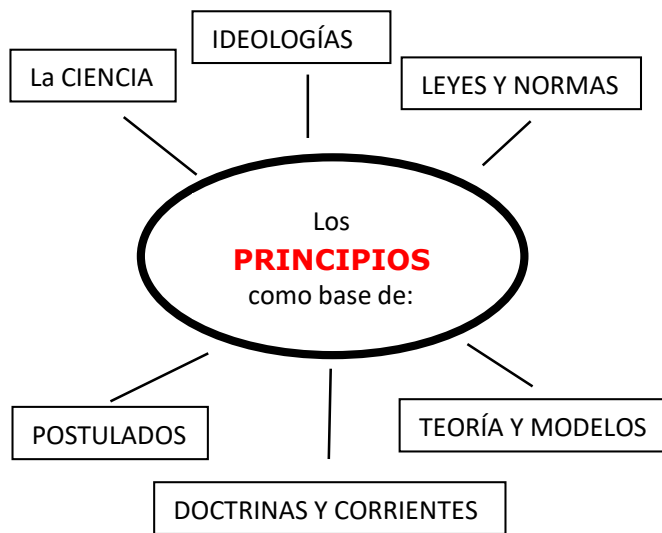 IDEOLOGÍAS
La CIENCIA
LEYES Y NORMAS
Los
PRINCIPIOS
como base de:
POSTULADOS
TEORÍA Y MODELOS
DOCTRINAS Y CORRIENTES